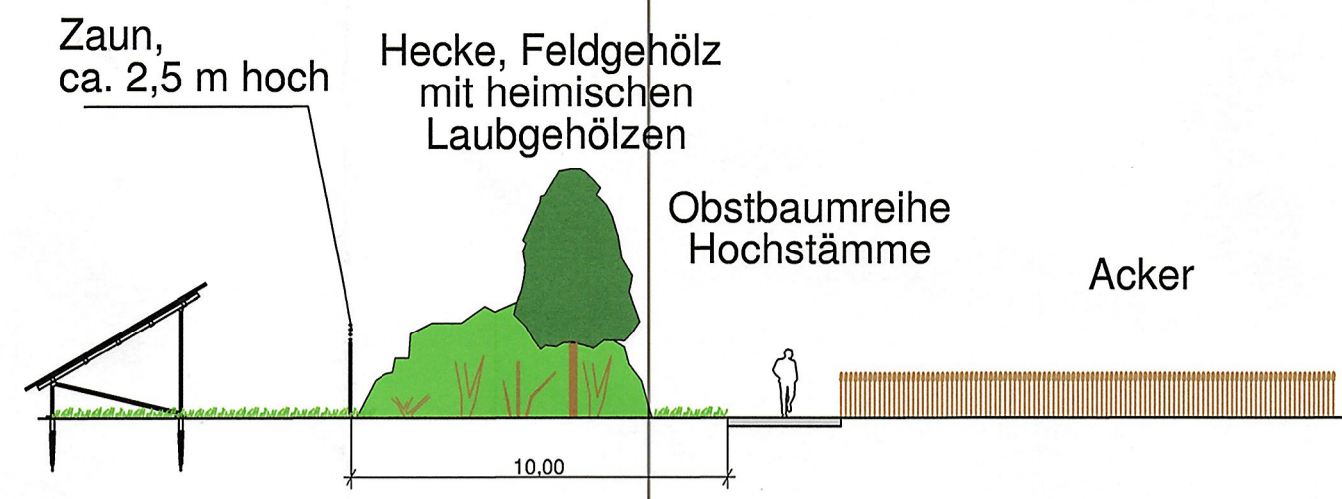 Zaun,
ca. 2,5 m hoch
Hecke, Feldgehölz
mit heimischen
Laubgehölzen
Obstbaumreihe
Hochstämme
Acker
10,00